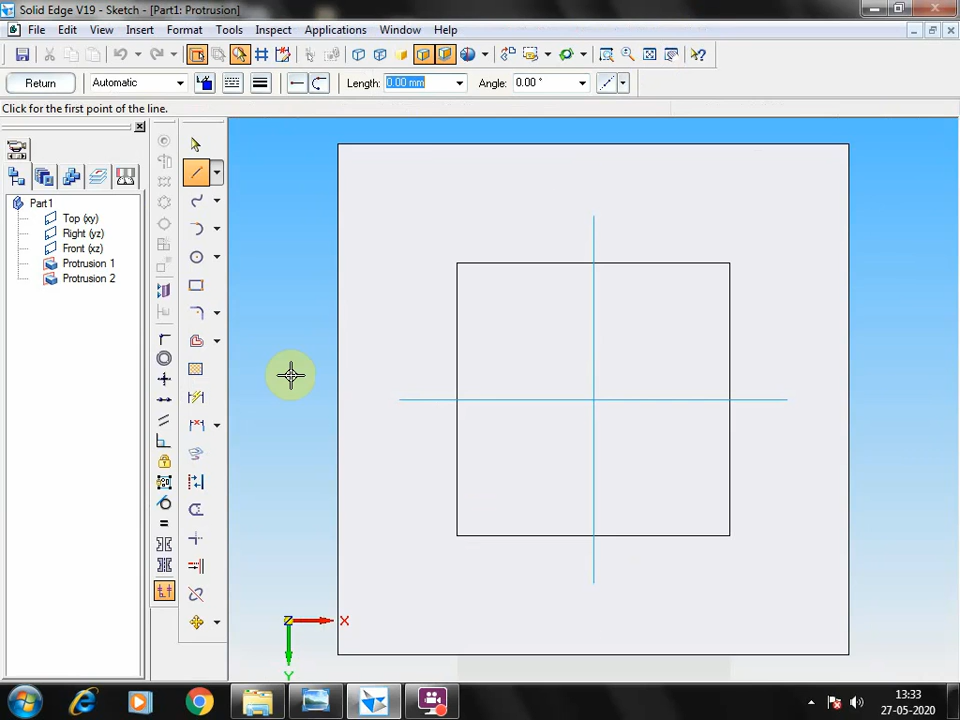 Solid Edge V19 - Sketch - [Part1: Protrusion]
File Edit View Insert Format Tools Inspect Applications Window Help
Return Automatic Length: 0.00 mm Angle: 0.00 °
Click for the first point of the line.
Part1
Top (xy)
Right (yz)
Front (xz)
Protrusion 1
Protrusion 2
Z X
Y
13:33
27-05-2020